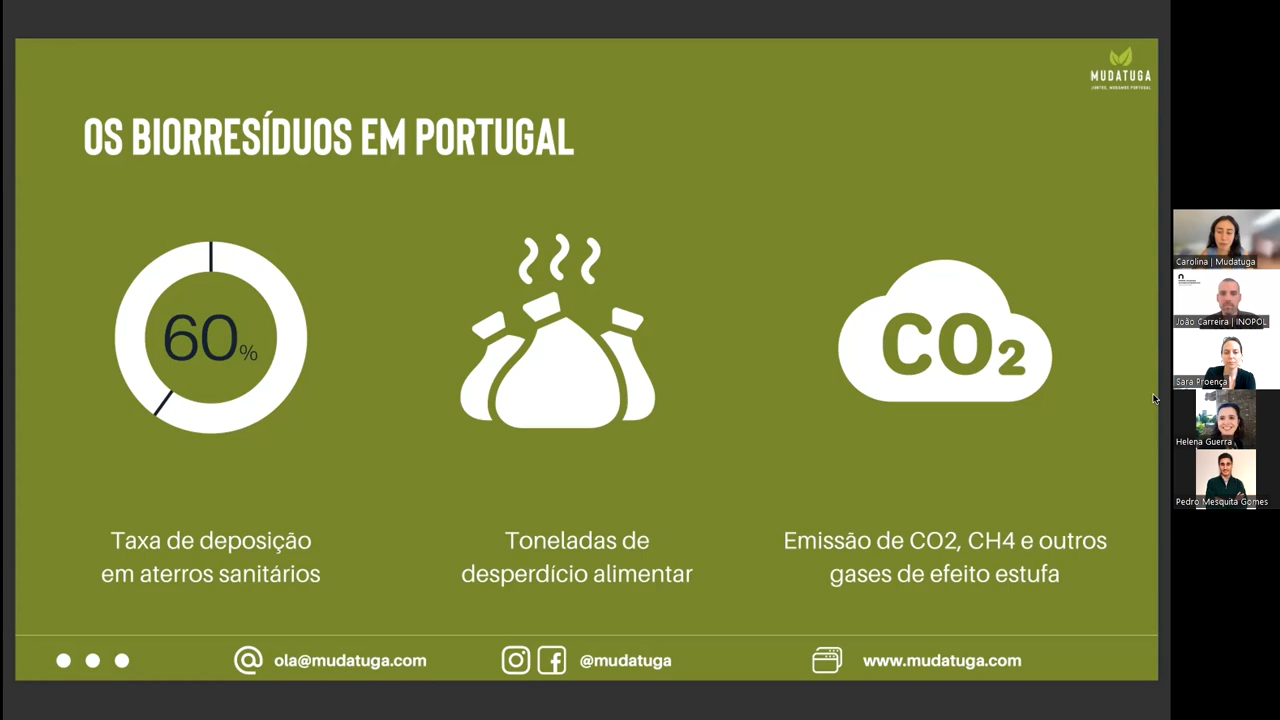 MUDATUGA
JUNTOS, MUDAMOS PORTUGAL
OS BIORRESÍDUOS EM PORTUGAL
60%
CO2
Taxa de deposição
em aterros sanitários
Toneladas de
desperdício alimentar
Emissão de CO2, CH4 e outros
gases de efeito estufa
@ ola@mudatuga.com
@mudatuga
www.mudatuga.com
Carolina | Mudatuga
João Carreira | INOPOL
Sara Proença
Helena Guerra
Pedro Mesquita Gomes